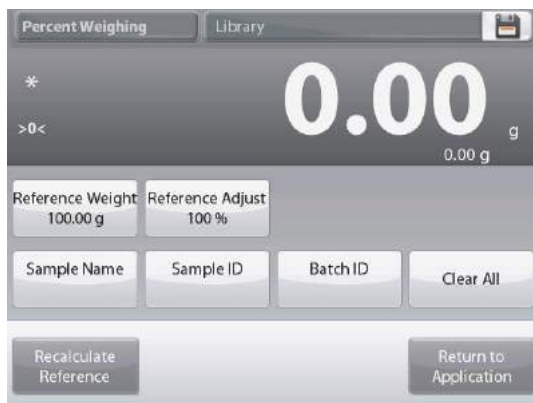 Percent Weighing
Library
*
0.00
>0<
g
0.00 g
Reference Weight
100.00 g
Reference Adjust
100 %
Sample Name
Sample ID
Batch ID
Clear All
Recalculate
Reference
Return to
Application